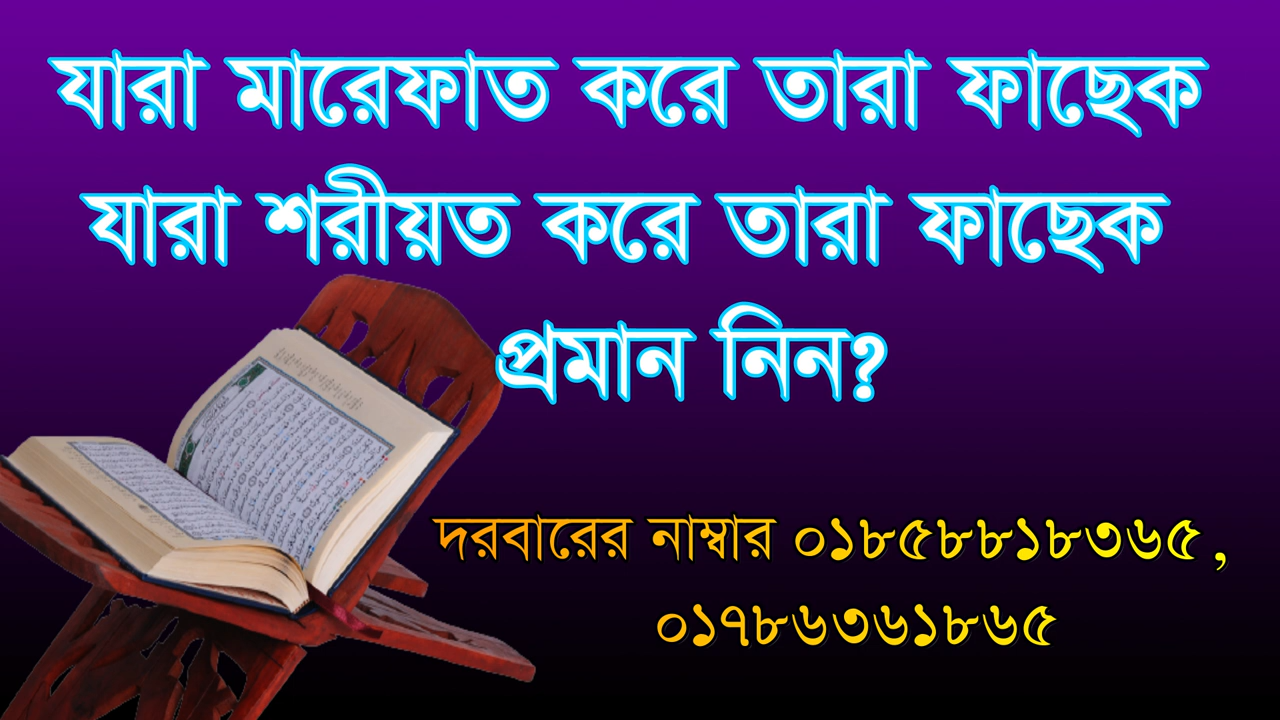 যারা মারেফাত করে তারা ফাছেক
যারা শরীয়ত করে তারা ফাছেক
প্রমান নিন?
দরবারের নাম্বার ০১৮৫৮৮১৮৩৬৫ ,
০১৭৮৬৩৬১৮৬৫